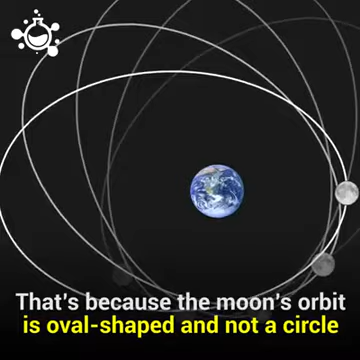 That's because the moon's orbit
is oval-shaped and not a circle